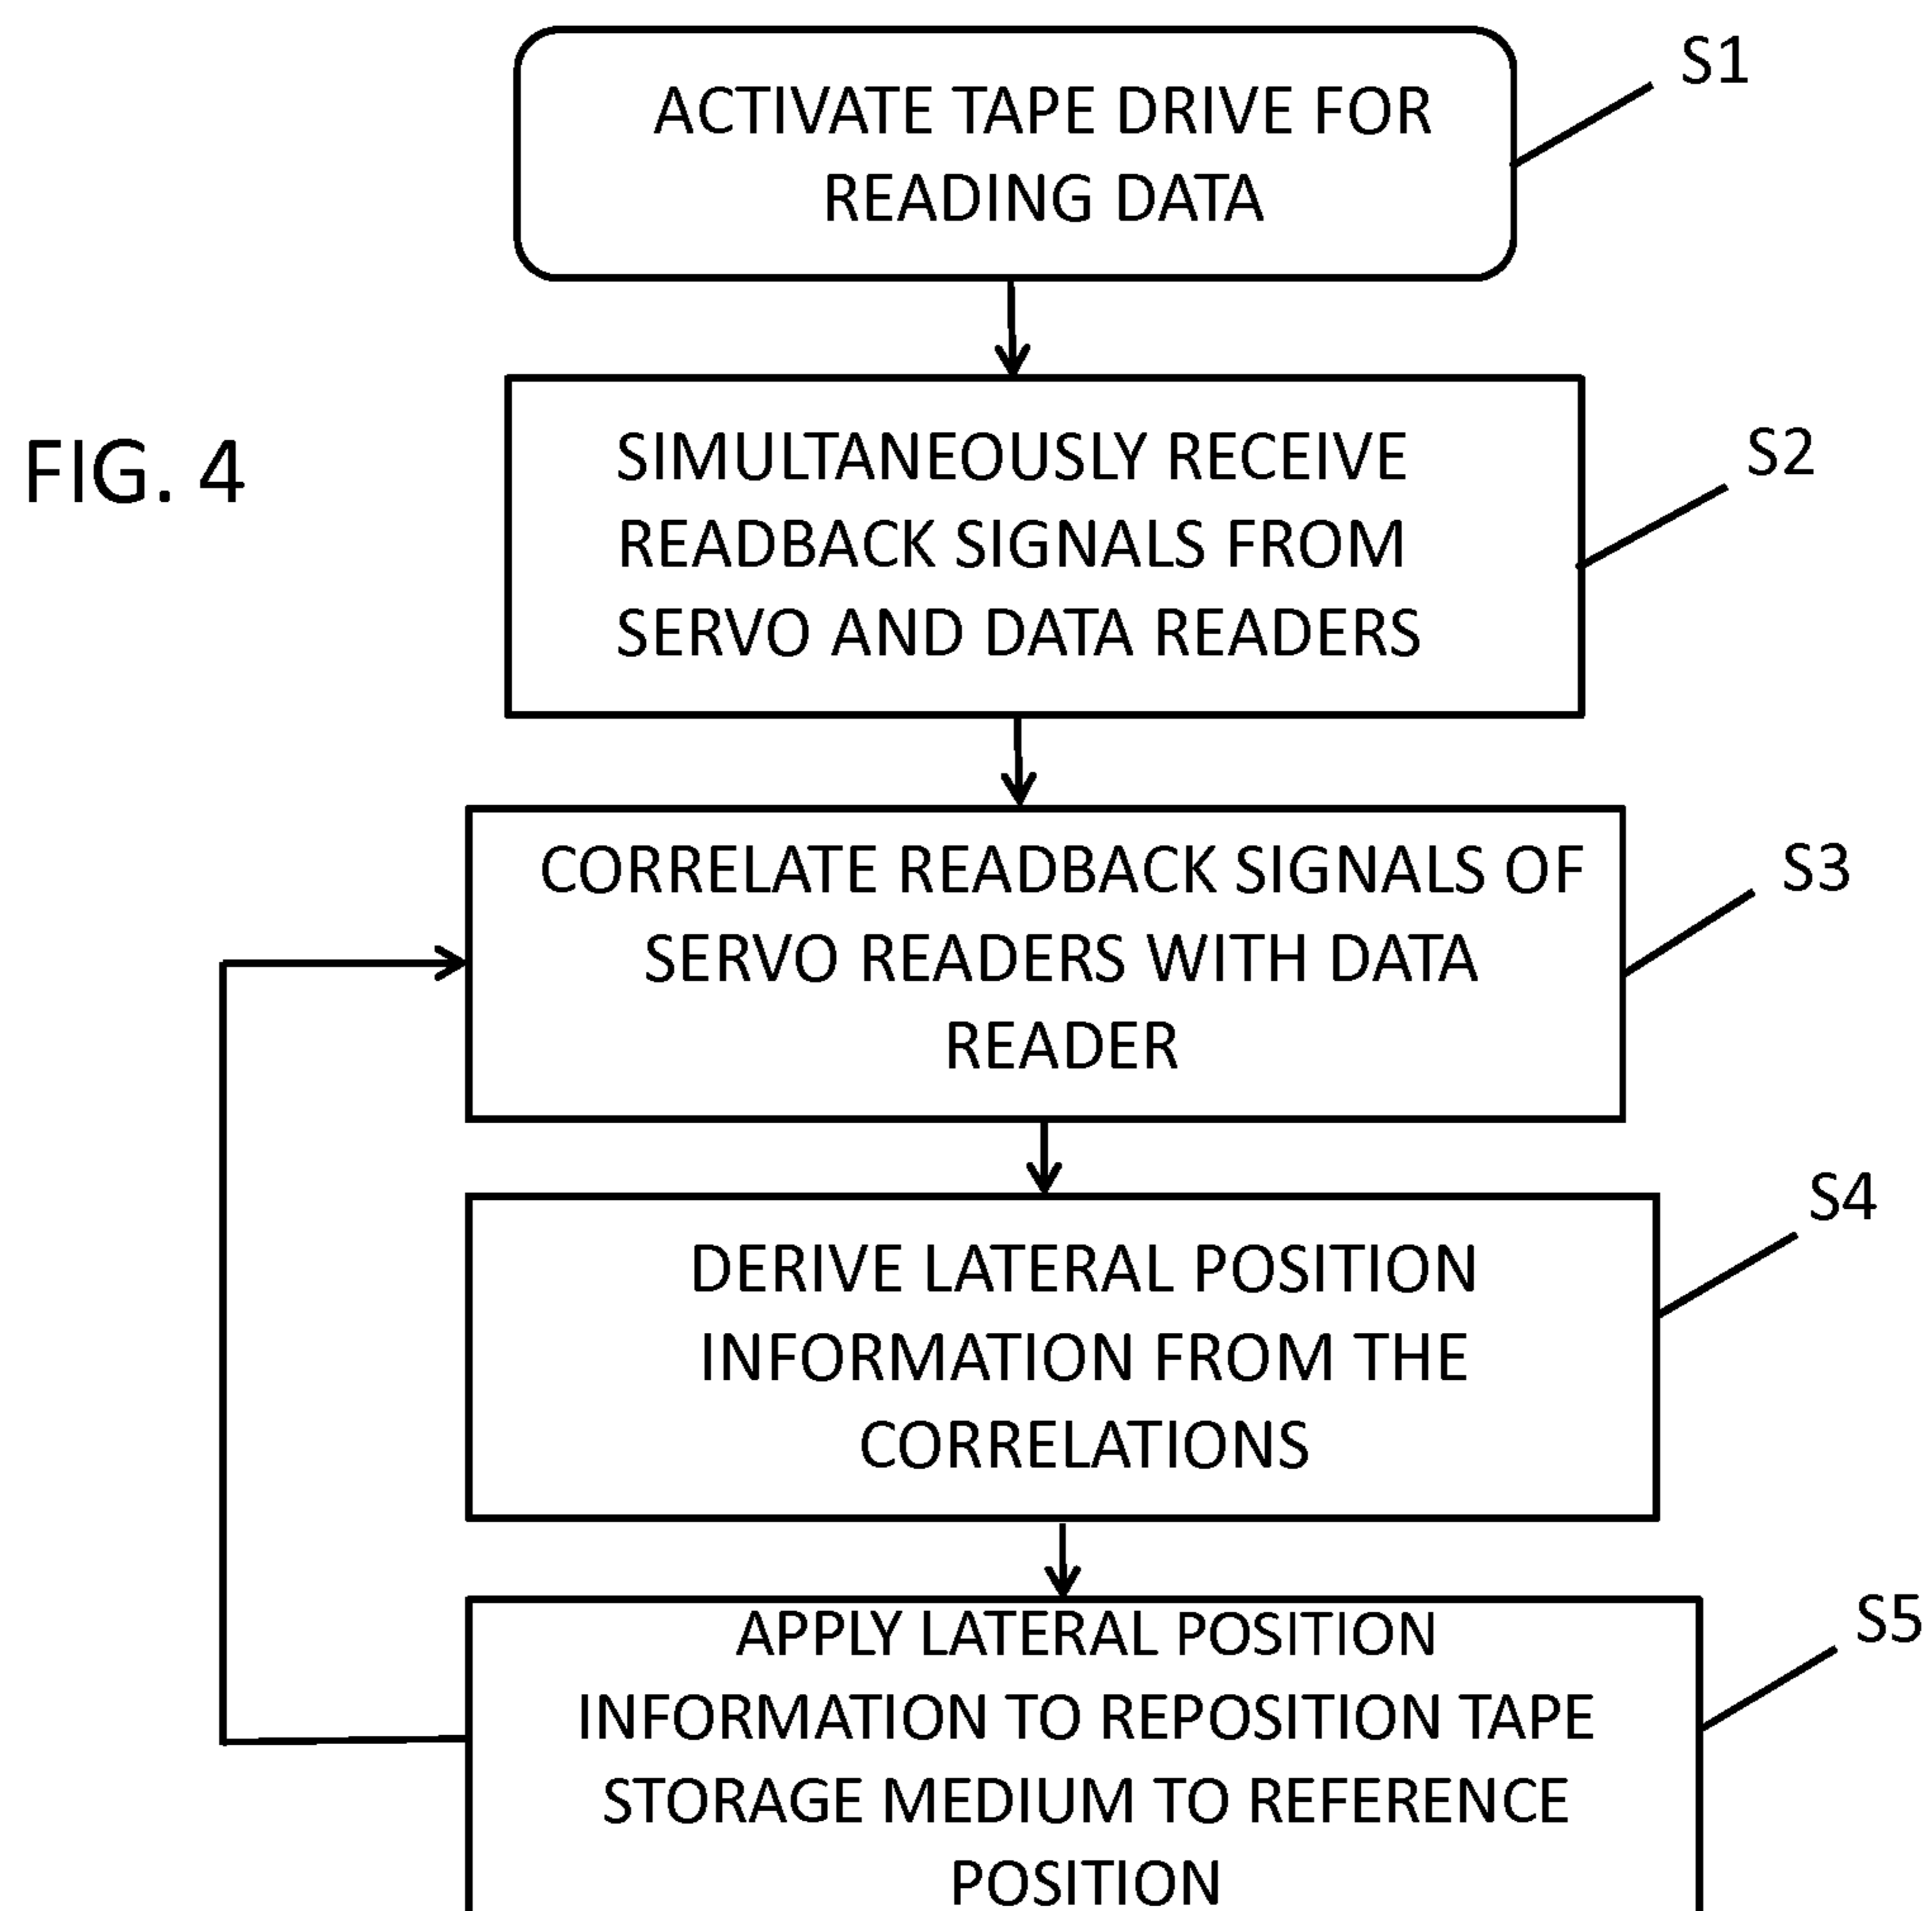 S1
ACTIVATE TAPE DRIVE FOR
READING DATA
FIG. 4
S2
SIMULTANEOUSLY RECEIVE
READBACK SIGNALS FROM
SERVO AND DATA READERS
S3
CORRELATE READBACK SIGNALS OF
SERVO READERS WITH DATA
READER
S4
DERIVE LATERAL POSITION
INFORMATION FROM THE
CORRELATIONS
S5
APPLY LATERAL POSITION
INFORMATION TO REPOSITION TAPE
STORAGE MEDIUM TO REFERENCE
POSITION